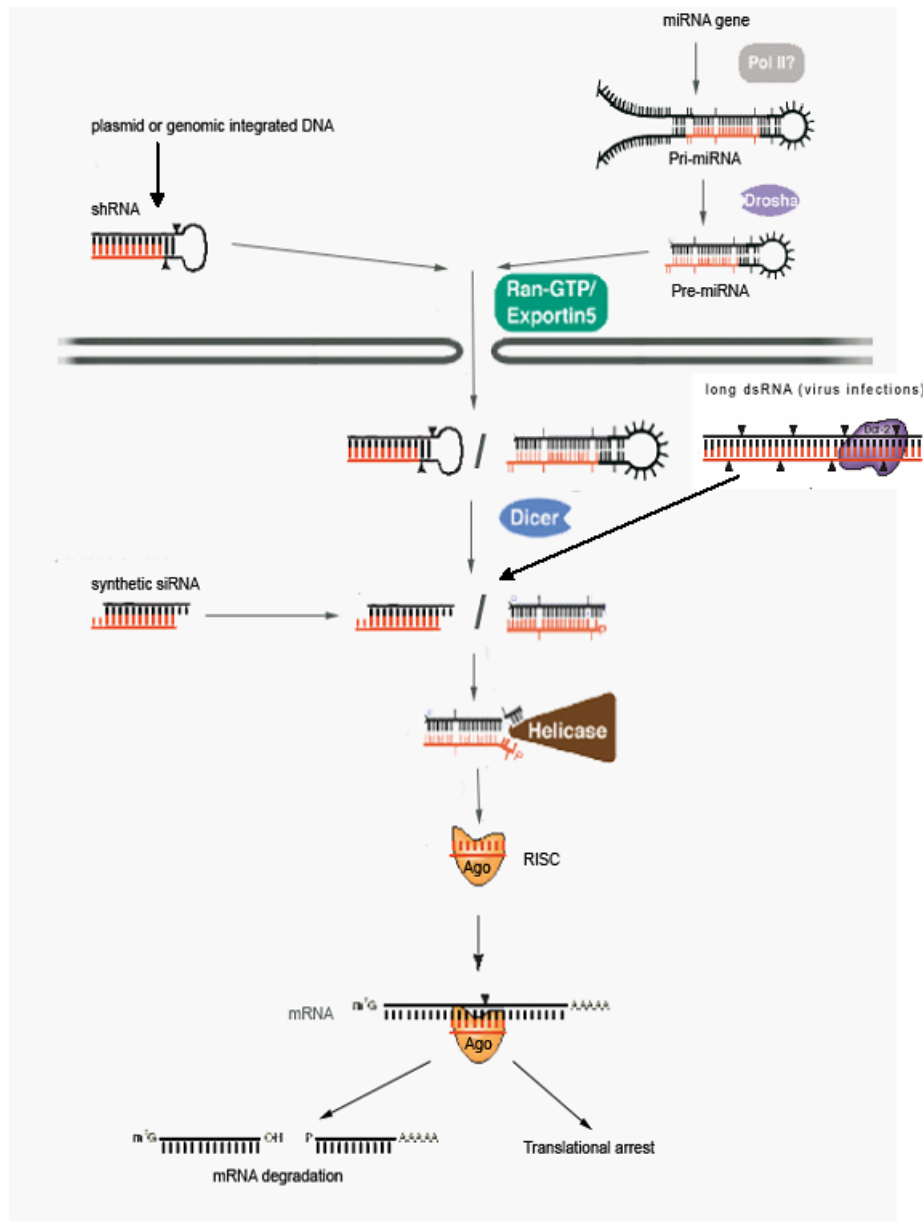 miRNA gene
Pol II?
plasmid or genomic integrated DNA
Pri-miRNA
Drosha
shRNA
Pre-miRNA
Ran-GTP/
Exportin5
long dsRNA (virus infections)
Dcr-2
Dicer
synthetic siRNA
P
Helicase
P
Ago
RISC
mRNA
m⁷G
AAAAA
Ago
m⁷G
OH
P
AAAAA
mRNA degradation
Translational arrest